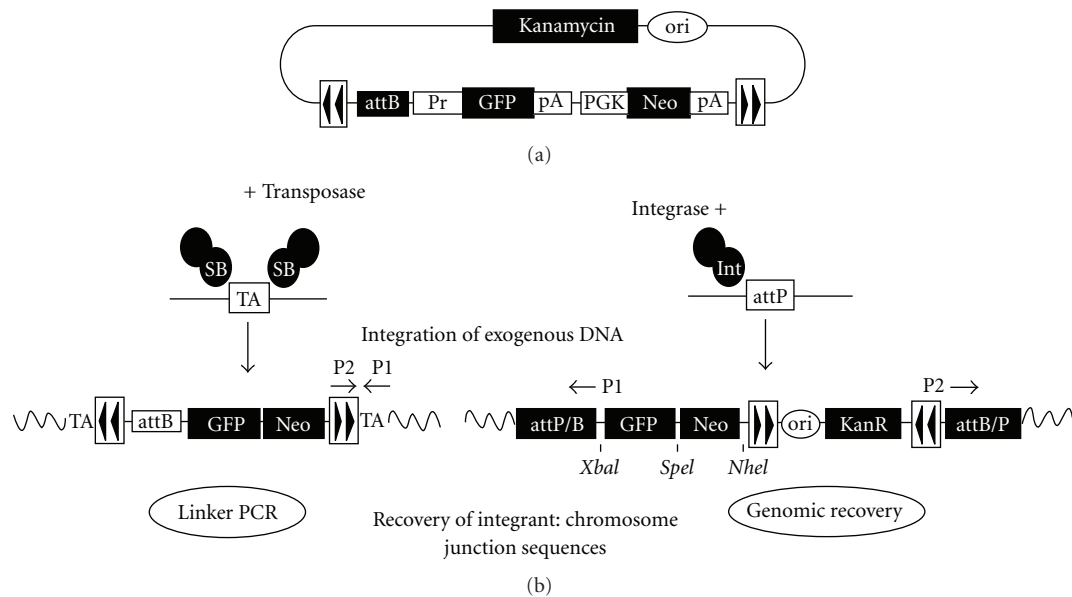 Kanamycin ori
attB Pr GFP pA PGK Neo pA
(a)
+ Transposase
Integrase +
SB SB
Int
TA
attP
Integration of exogenous DNA
P2 P1
P1
P2
TA attB GFP Neo TA
attP/B GFP Neo ori KanR attB/P
XbaI SpeI NheI
Linker PCR
Genomic recovery
Recovery of integrant: chromosome
junction sequences
(b)